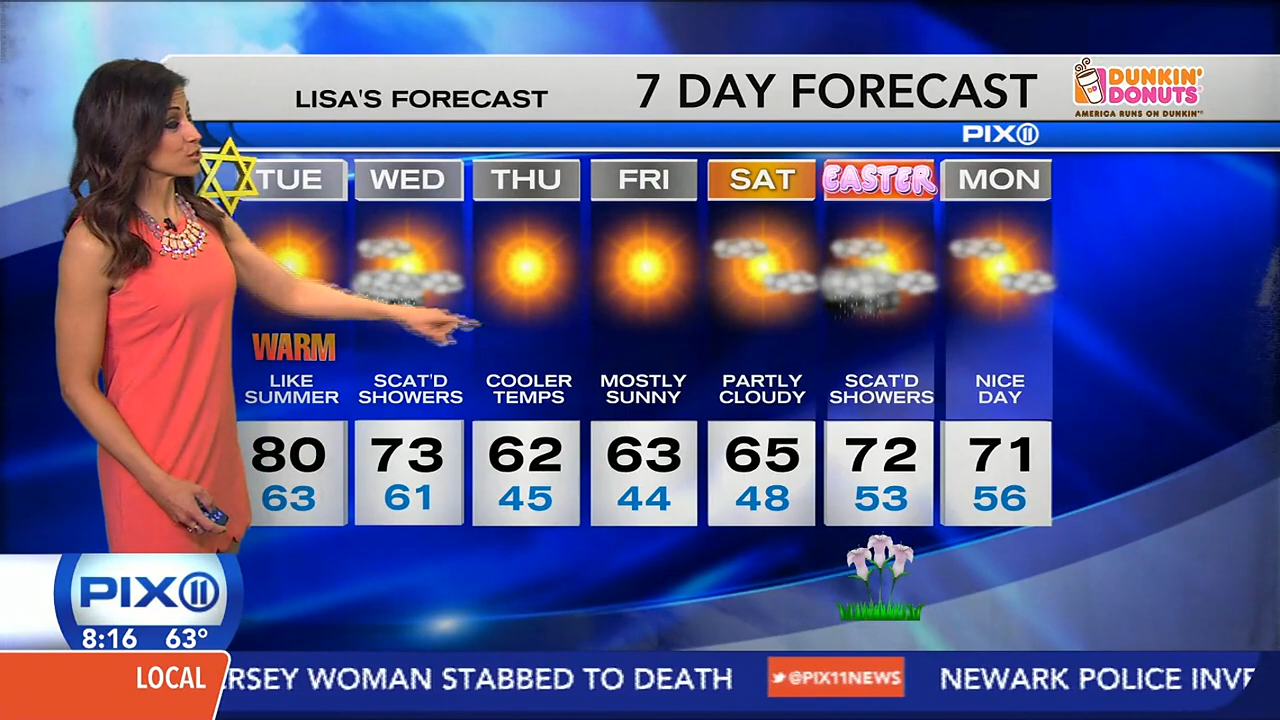 LISA'S FORECAST
7 DAY FORECAST
DUNKIN'
DONUTS
AMERICA RUNS ON DUNKIN'
PIX11
TUE WED THU FRI SAT EASTER MON
WARM
LIKE SCAT'D COOLER MOSTLY PARTLY SCAT'D NICE
SUMMER SHOWERS TEMPS SUNNY CLOUDY SHOWERS DAY
80 73 62 63 65 72 71
63 61 45 44 48 53 56
PIX11
8:16 63°
LOCAL RSEY WOMAN STABBED TO DEATH @PIX11NEWS NEWARK POLICE INVE